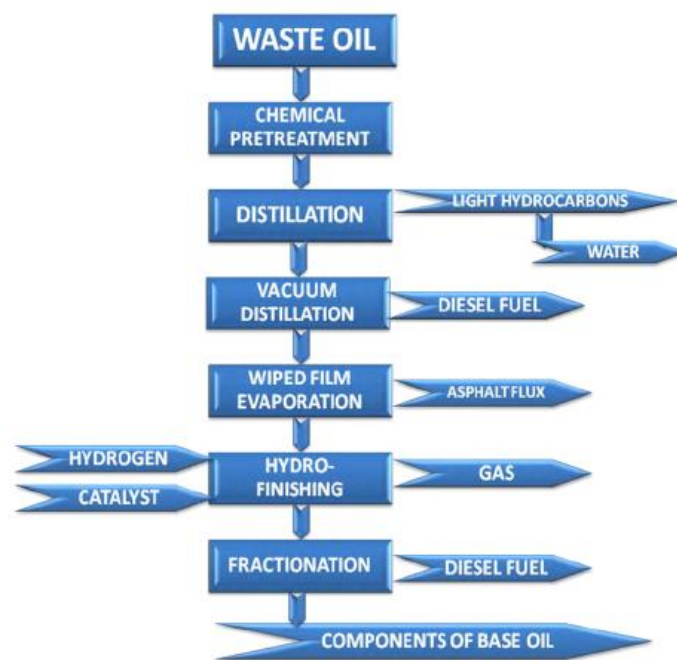 WASTE OIL
CHEMICAL
PRETREATMENT
DISTILLATION
LIGHT HYDROCARBONS
WATER
VACUUM
DISTILLATION
DIESEL FUEL
WIPED FILM
EVAPORATION
ASPHALT FLUX
HYDROGEN
CATALYST
HYDRO-
FINISHING
GAS
FRACTIONATION
DIESEL FUEL
COMPONENTS OF BASE OIL